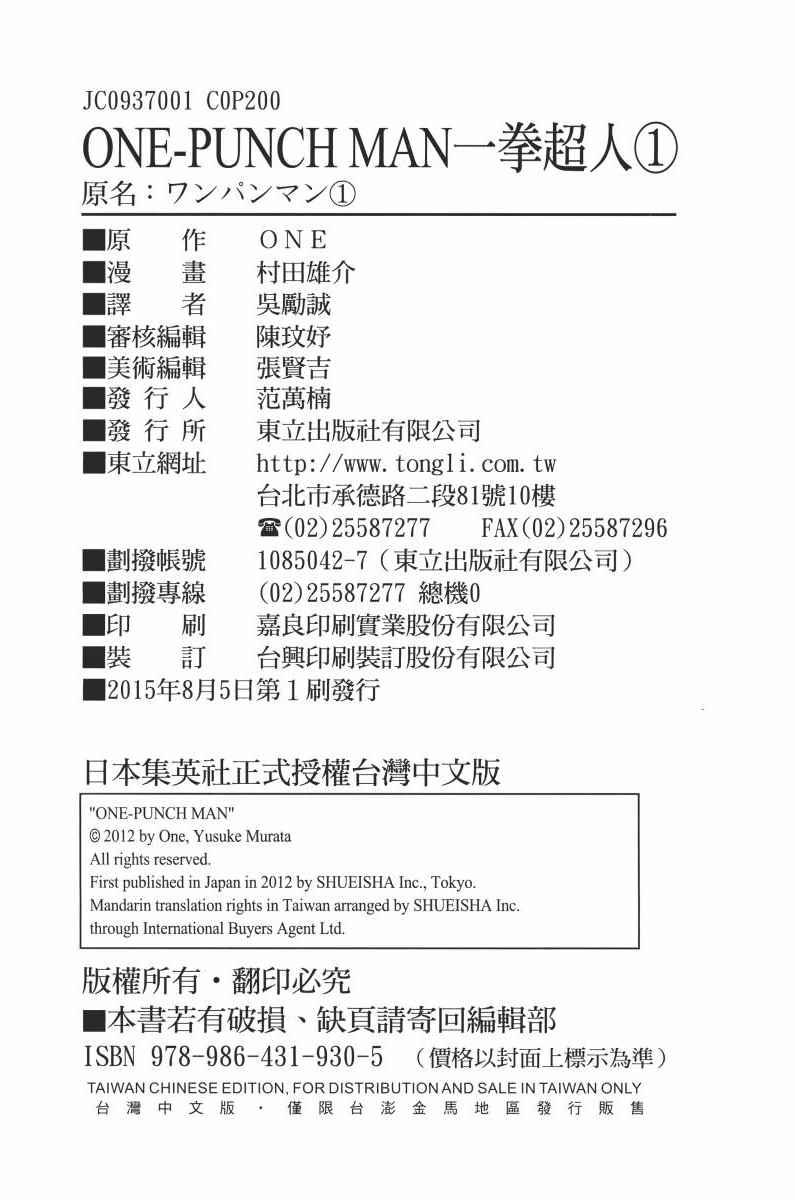 JC0937001 C0P200
ONE-PUNCH MAN一拳超人①
原名：ワンパンマン①
■原　　作　　ＯＮＥ
■漫　　畫　　村田雄介
■譯　　者　　吳勵誠
■審核編輯　　陳玟妤
■美術編輯　　張賢吉
■發 行 人　　范萬楠
■發 行 所　　東立出版社有限公司
■東立網址　　http://www.tongli.com.tw
台北市承德路二段81號10樓
☎(02)25587277　　FAX(02)25587296
■劃撥帳號　　1085042-7（東立出版社有限公司）
■劃撥專線　　(02)25587277 總機0
■印　　刷　　嘉良印刷實業股份有限公司
■裝　　訂　　台興印刷裝訂股份有限公司
■2015年8月5日第１刷發行
日本集英社正式授權台灣中文版
"ONE-PUNCH MAN"
© 2012 by One, Yusuke Murata
All rights reserved.
First published in Japan in 2012 by SHUEISHA Inc., Tokyo.
Mandarin translation rights in Taiwan arranged by SHUEISHA Inc.
through International Buyers Agent Ltd.
版權所有・翻印必究
■本書若有破損、缺頁請寄回編輯部
ISBN 978-986-431-930-5　（價格以封面上標示為準）
TAIWAN CHINESE EDITION, FOR DISTRIBUTION AND SALE IN TAIWAN ONLY
台灣中文版・僅限台澎金馬地區發行販售